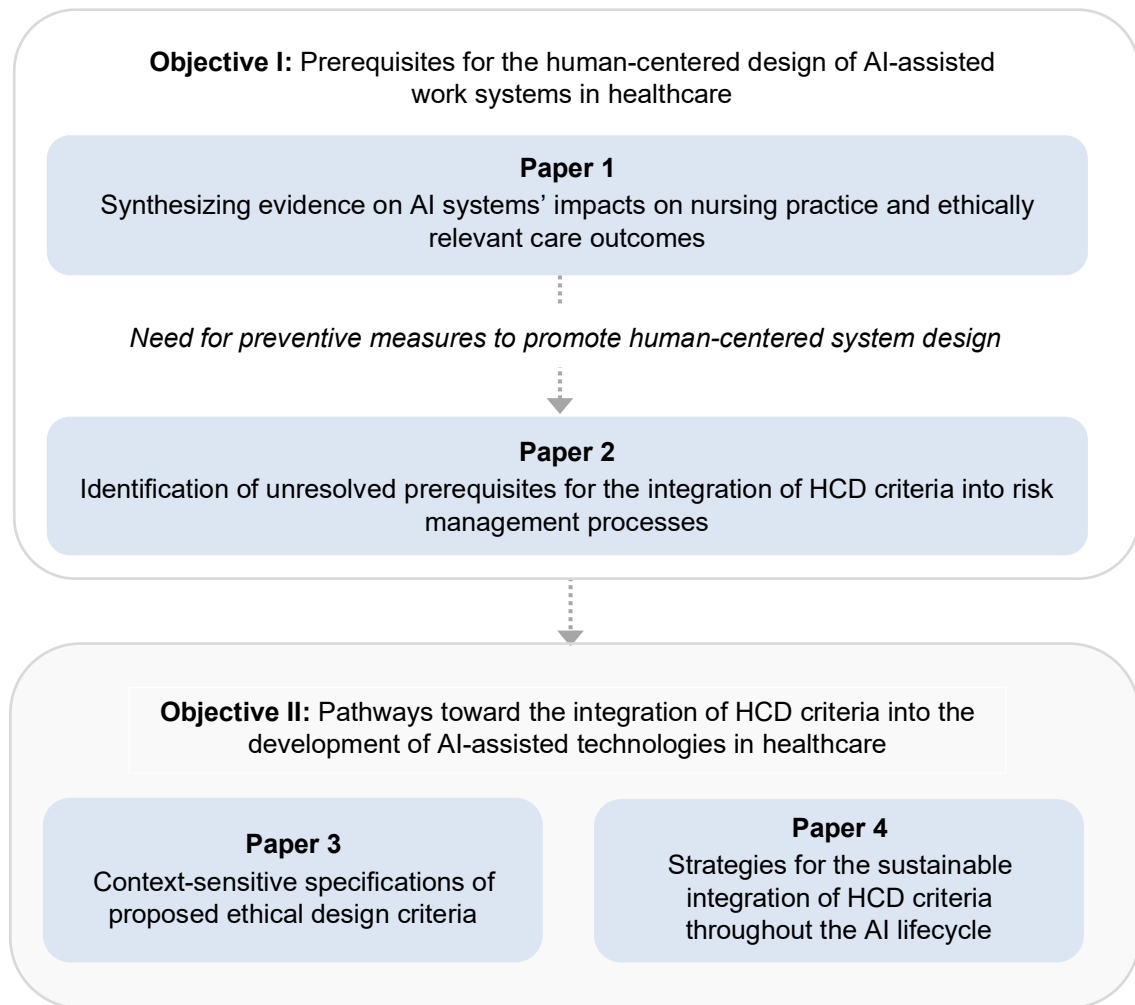 Objective I: Prerequisites for the human-centered design of AI-assisted
work systems in healthcare
Paper 1
Synthesizing evidence on AI systems’ impacts on nursing practice and ethically
relevant care outcomes
Need for preventive measures to promote human-centered system design
Paper 2
Identification of unresolved prerequisites for the integration of HCD criteria into risk
management processes
Objective II: Pathways toward the integration of HCD criteria into the
development of AI-assisted technologies in healthcare
Paper 3
Context-sensitive specifications of
proposed ethical design criteria
Paper 4
Strategies for the sustainable
integration of HCD criteria
throughout the AI lifecycle